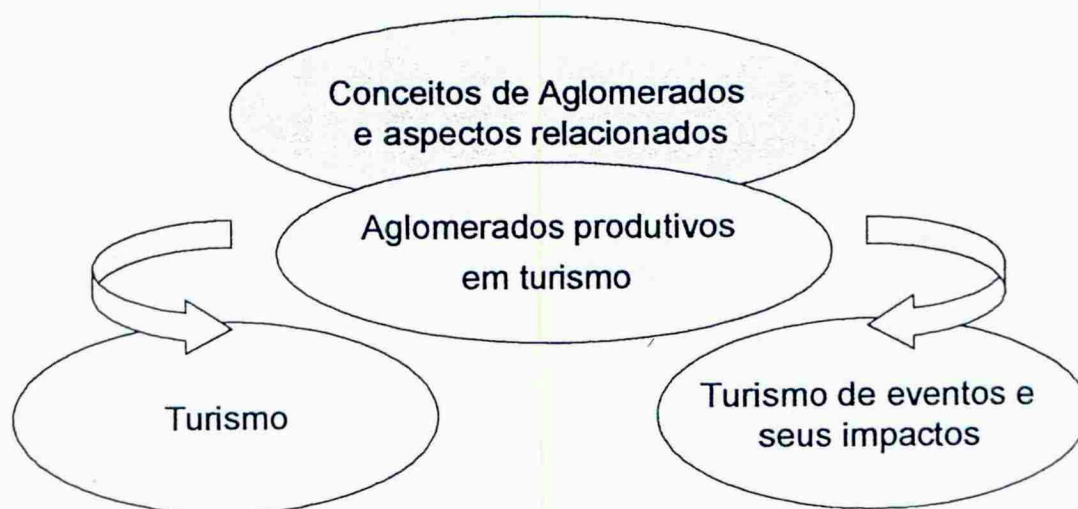 Conceitos de Aglomerados
e aspectos relacionados
Aglomerados produtivos
em turismo
Turismo
Turismo de eventos e
seus impactos